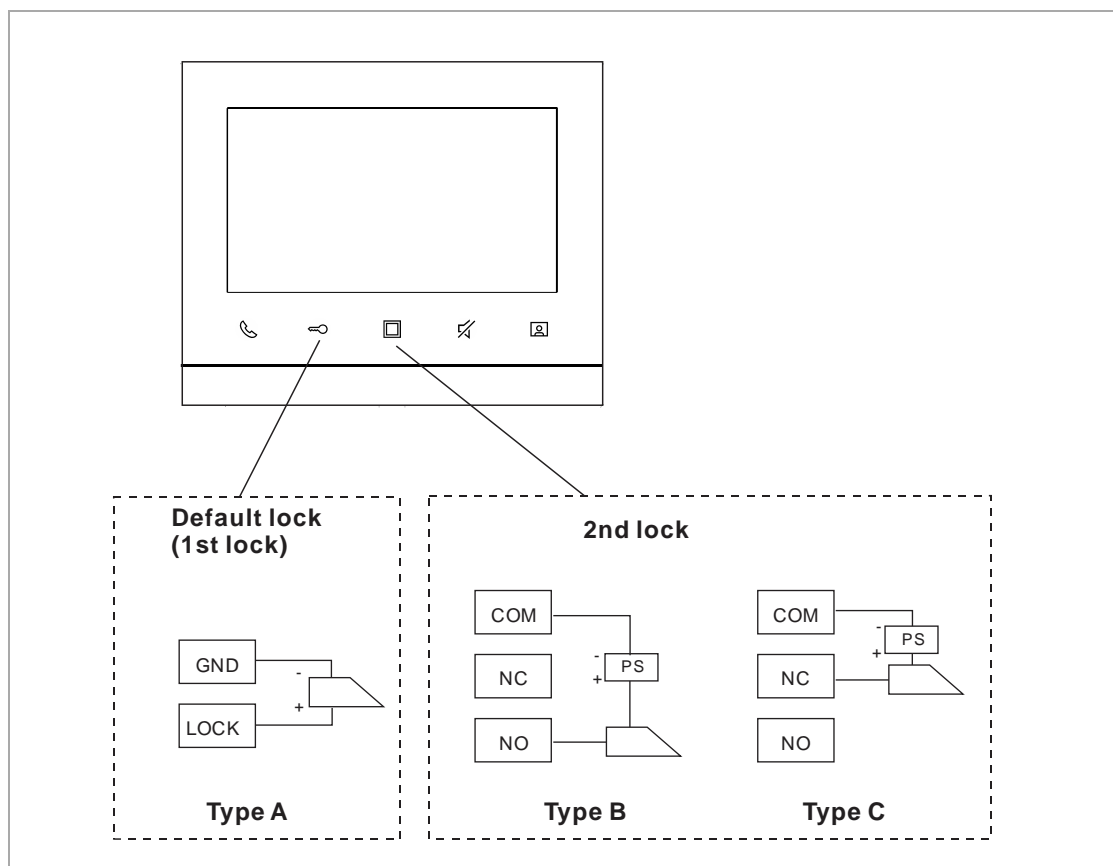 Default lock
(1st lock)
GND
-
+
LOCK
Type A
2nd lock
COM
-
PS
+
NC
NO
Type B
COM
-
PS
+
NC
NO
Type C